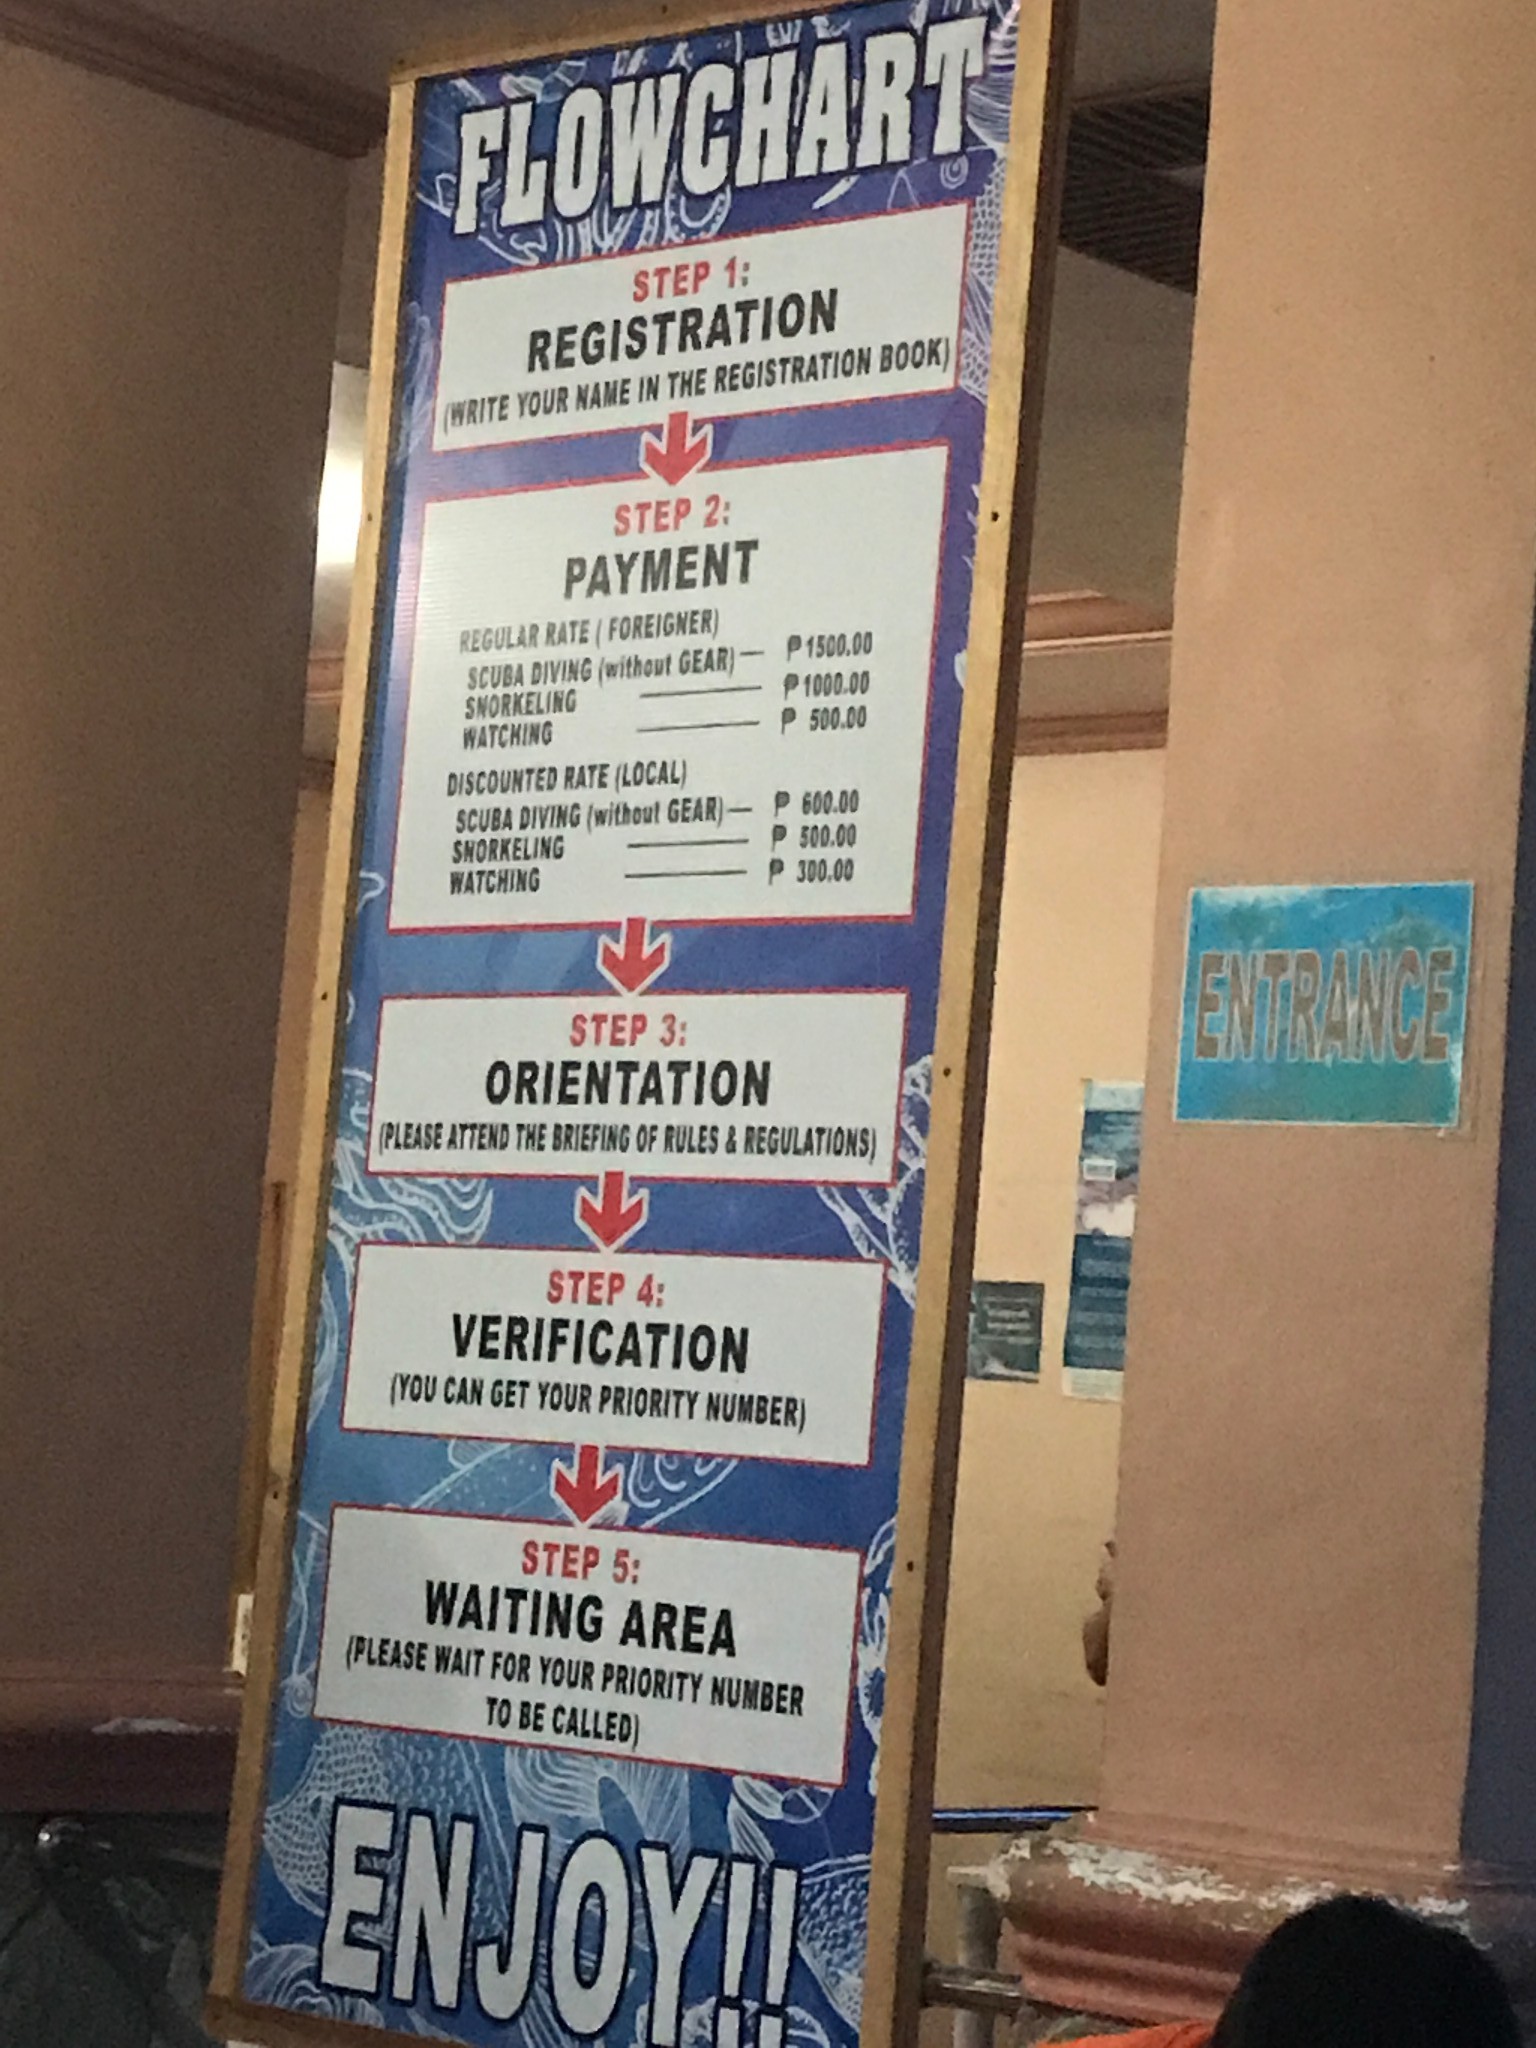 FLOWCHART
STEP 1:
REGISTRATION
(WRITE YOUR NAME IN THE REGISTRATION BOOK)
STEP 2:
PAYMENT
REGULAR RATE ( FOREIGNER)
SCUBA DIVING (without GEAR) — ₱1500.00
SNORKELING ——— ₱1000.00
WATCHING ——— ₱ 500.00
DISCOUNTED RATE (LOCAL)
SCUBA DIVING (without GEAR) — ₱ 600.00
SNORKELING ——— ₱ 500.00
WATCHING ——— ₱ 300.00
STEP 3:
ORIENTATION
(PLEASE ATTEND THE BRIEFING OF RULES & REGULATIONS)
STEP 4:
VERIFICATION
(YOU CAN GET YOUR PRIORITY NUMBER)
STEP 5:
WAITING AREA
(PLEASE WAIT FOR YOUR PRIORITY NUMBER
TO BE CALLED)
ENJOY!!
ENTRANCE